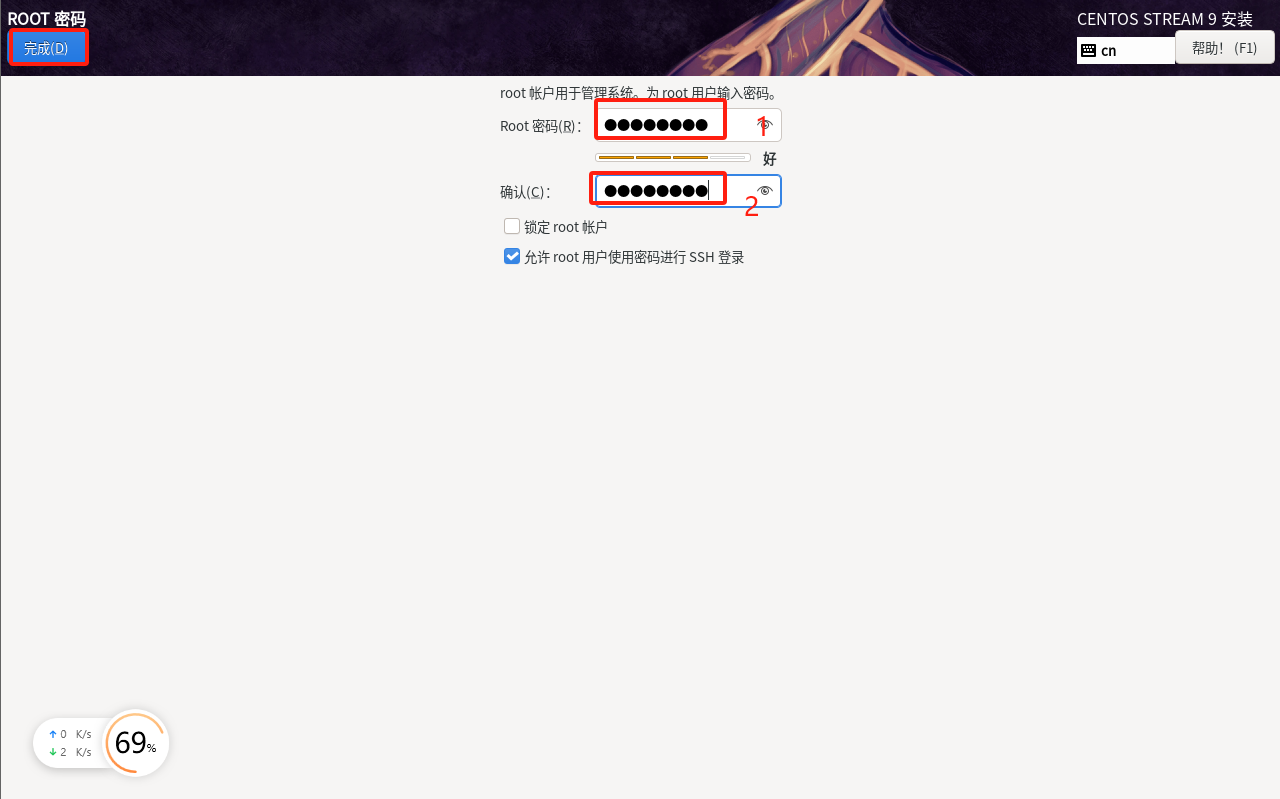 ROOT 密码
CENTOS STREAM 9 安装
完成(D)
cn
帮助！(F1)
root 帐户用于管理系统。为 root 用户输入密码。
Root 密码(R)：
●●●●●●●●
1
好
确认(C)：
●●●●●●●●
2
锁定 root 帐户
允许 root 用户使用密码进行 SSH 登录
↑ 0 K/s
↓ 2 K/s
69%